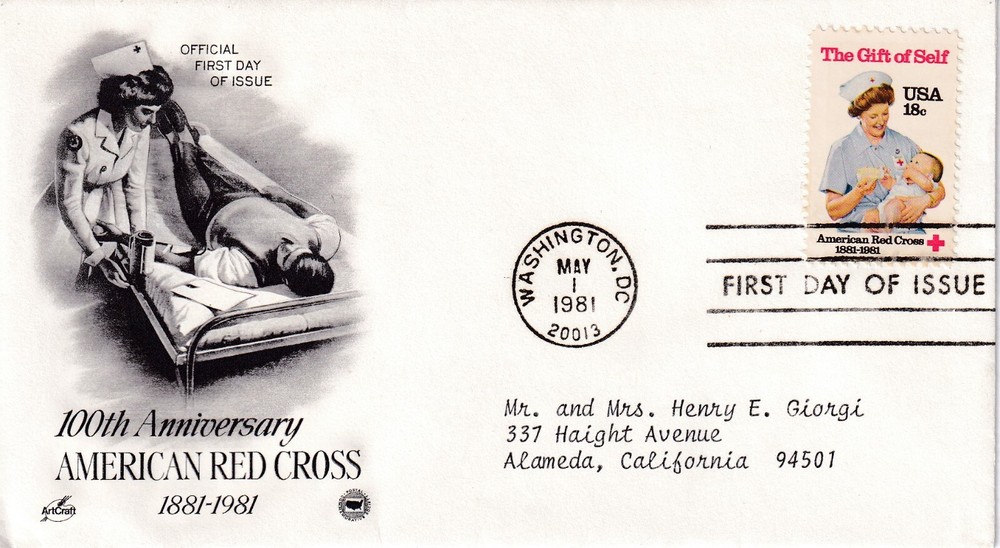 OFFICIAL
FIRST DAY
OF ISSUE
The Gift of Self
USA
18c
American Red Cross
1881-1981
WASHINGTON, DC
MAY
1
1981
20013
FIRST DAY OF ISSUE
Mr. and Mrs. Henry E. Giorgi
337 Haight Avenue
Alameda, California 94501
100th Anniversary
AMERICAN RED CROSS
1881-1981
ArtCraft